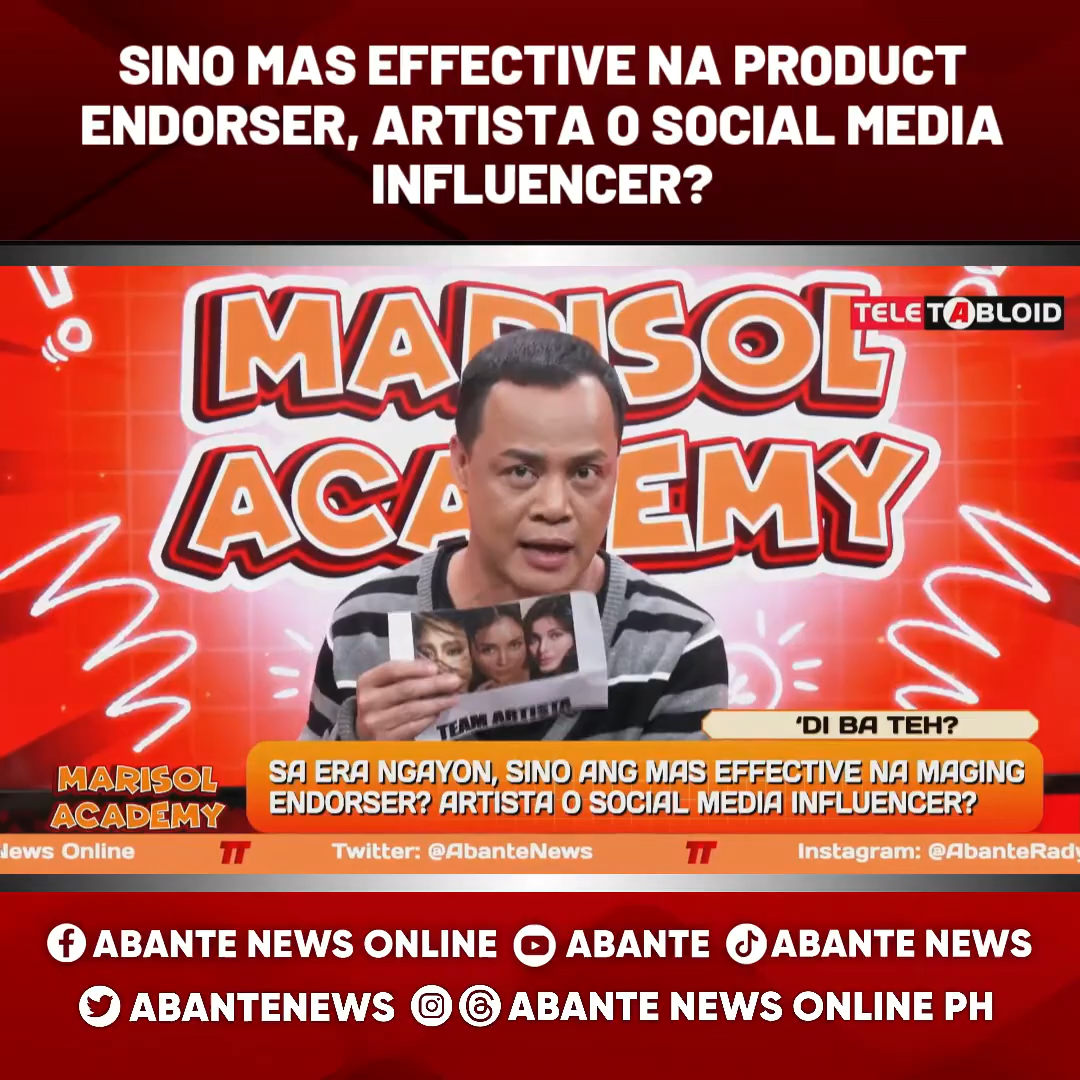 SINO MAS EFFECTIVE NA PRODUCT
ENDORSER, ARTISTA O SOCIAL MEDIA
INFLUENCER?
TELETABLOID
MARISOL
ACADEMY
TEAM ARTISTA
'DI BA TEH?
MARISOL
ACADEMY
SA ERA NGAYON, SINO ANG MAS EFFECTIVE NA MAGING
ENDORSER? ARTISTA O SOCIAL MEDIA INFLUENCER?
News Online TT Twitter: @AbanteNews TT Instagram: @AbanteRady
ABANTE NEWS ONLINE ABANTE ABANTE NEWS
ABANTENEWS ABANTE NEWS ONLINE PH